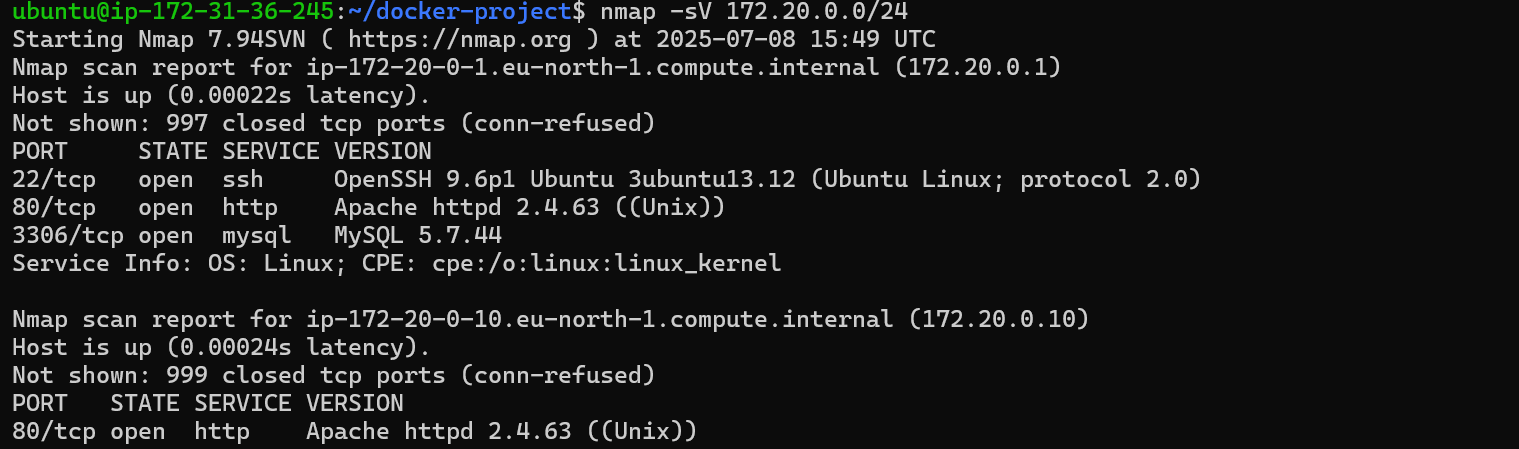 ubuntu@ip-172-31-36-245:~/docker-project$ nmap -sV 172.20.0.0/24
Starting Nmap 7.94SVN ( https://nmap.org ) at 2025-07-08 15:49 UTC
Nmap scan report for ip-172-20-0-1.eu-north-1.compute.internal (172.20.0.1)
Host is up (0.00022s latency).
Not shown: 997 closed tcp ports (conn-refused)
PORT     STATE SERVICE VERSION
22/tcp   open  ssh     OpenSSH 9.6p1 Ubuntu 3ubuntu13.12 (Ubuntu Linux; protocol 2.0)
80/tcp   open  http    Apache httpd 2.4.63 ((Unix))
3306/tcp open  mysql   MySQL 5.7.44
Service Info: OS: Linux; CPE: cpe:/o:linux:linux_kernel

Nmap scan report for ip-172-20-0-10.eu-north-1.compute.internal (172.20.0.10)
Host is up (0.00024s latency).
Not shown: 999 closed tcp ports (conn-refused)
PORT   STATE SERVICE VERSION
80/tcp open  http    Apache httpd 2.4.63 ((Unix))